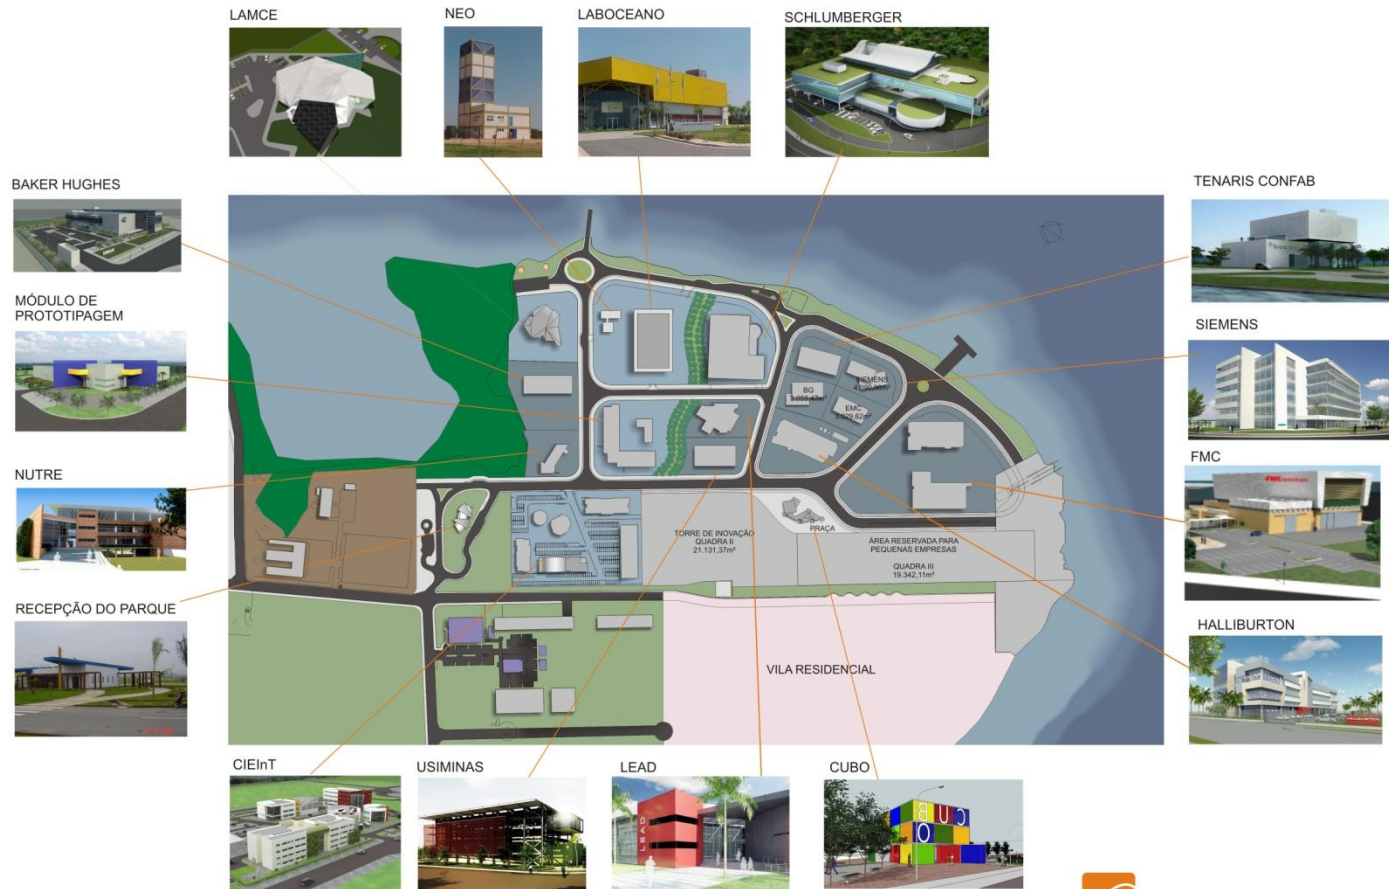 LAMCE
NEO
LABOCEANO
SCHLUMBERGER
BAKER HUGHES
TENARIS CONFAB
MÓDULO DE
PROTOTIPAGEM
SIEMENS
NUTRE
FMC
RECEPÇÃO DO PARQUE
HALLIBURTON
SIEMENS
BG
EMC
PRAÇA
TORRE DE INOVAÇÃO
QUADRA II
21.131,37m²
ÁREA RESERVADA PARA
PEQUENAS EMPRESAS
QUADRA III
19.342,11m²
VILA RESIDENCIAL
CIEInT
USIMINAS
LEAD
CUBO
LEAD
CUB
O
HALLIBURTON